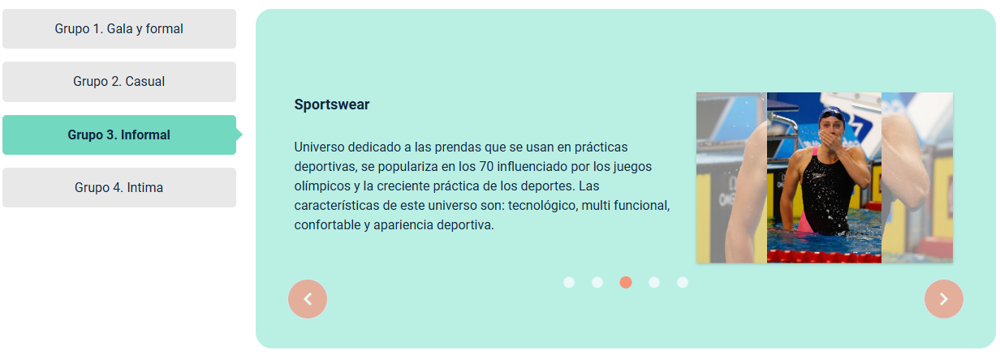 Grupo 1. Gala y formal
Grupo 2. Casual
Grupo 3. Informal
Grupo 4. Intima
Sportswear
Universo dedicado a las prendas que se usan en prácticas
deportivas, se populariza en los 70 influenciado por los juegos
olímpicos y la creciente práctica de los deportes. Las
características de este universo son: tecnológico, multi funcional,
confortable y apariencia deportiva.